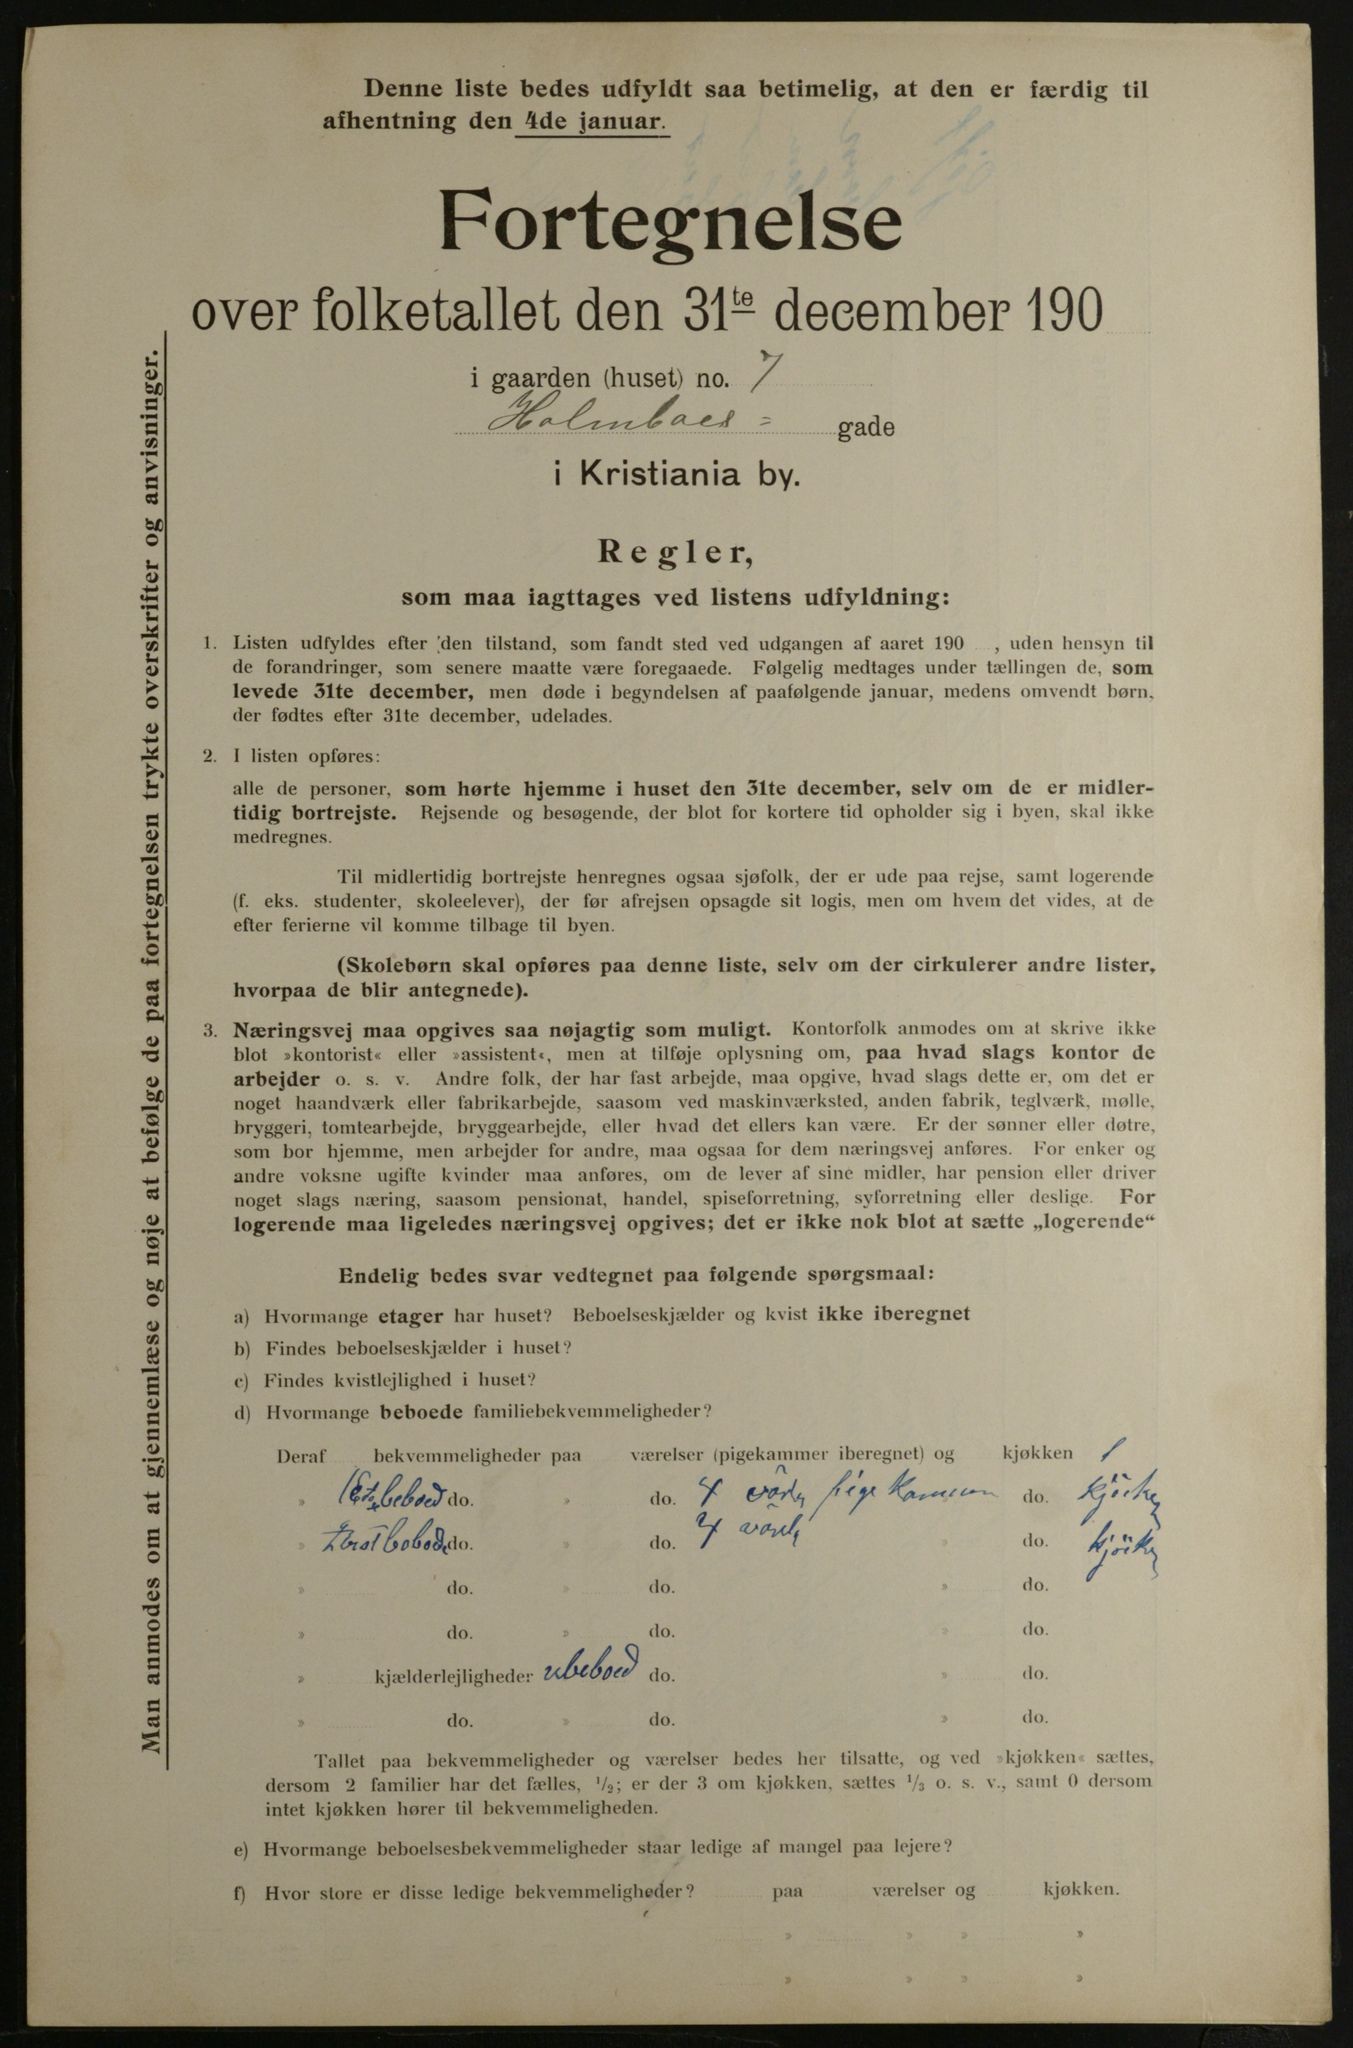 Denne liste bedes udfyldt saa betimelig, at den er færdig til
afhentning den 4de januar.
Fortegnelse
over folketallet den 31te december 190
i gaarden (huset) no. 7
Holmboes = gade
i Kristiania by.
Regler,
som maa iagttages ved listens udfyldning:
1. Listen udfyldes efter den tilstand, som fandt sted ved udgangen af aaret 190 , uden hensyn til
de forandringer, som senere maatte være foregaaede. Følgelig medtages under tællingen de, som
levede 31te december, men døde i begyndelsen af paafølgende januar, medens omvendt børn,
der fødtes efter 31te december, udelades.
2. I listen opføres:
alle de personer, som hørte hjemme i huset den 31te december, selv om de er midler-
tidig bortrejste. Rejsende og besøgende, der blot for kortere tid opholder sig i byen, skal ikke
medregnes.
Til midlertidig bortrejste henregnes ogsaa sjøfolk, der er ude paa rejse, samt logerende
(f. eks. studenter, skoleelever), der før afrejsen opsagde sit logis, men om hvem det vides, at de
efter ferierne vil komme tilbage til byen.
(Skolebørn skal opføres paa denne liste, selv om der cirkulerer andre lister,
hvorpaa de blir antegnede).
3. Næringsvej maa opgives saa nøjagtig som muligt. Kontorfolk anmodes om at skrive ikke
blot »kontorist« eller »assistent«, men at tilføje oplysning om, paa hvad slags kontor de
arbejder o. s. v. Andre folk, der har fast arbejde, maa opgive, hvad slags dette er, om det er
noget haandværk eller fabrikarbejde, saasom ved maskinværksted, anden fabrik, teglværk, mølle,
bryggeri, tomtearbejde, bryggearbejde, eller hvad det ellers kan være. Er der sønner eller døtre,
som bor hjemme, men arbejder for andre, maa ogsaa for dem næringsvej anføres. For enker og
andre voksne ugifte kvinder maa anføres, om de lever af sine midler, har pension eller driver
noget slags næring, saasom pensionat, handel, spiseforretning, syforretning eller deslige. For
logerende maa ligeledes næringsvej opgives; det er ikke nok blot at sætte „logerende“
Endelig bedes svar vedtegnet paa følgende spørgsmaal:
a) Hvormange etager har huset? Beboelseskjælder og kvist ikke iberegnet
b) Findes beboelseskjælder i huset?
c) Findes kvistlejlighed i huset?
d) Hvormange beboede familiebekvemmeligheder?
Deraf bekvemmeligheder paa værelser (pigekammer iberegnet) og kjøkken 1
» beboed do. » do. 4 pige do. kjöken
» do. » do. 4 » do. kjöken
» do. » do. » do.
» do. » do. » do.
» kjælderlejligheder ubeboed do. » do.
» do. » do. » do.
Tallet paa bekvemmeligheder og værelser bedes her tilsatte, og ved »kjøkken« sættes,
dersom 2 familier har det fælles, 1/2; er der 3 om kjøkken, sættes 1/3 o. s. v., samt 0 dersom
intet kjøkken hører til bekvemmeligheden.
e) Hvormange beboelsesbekvemmeligheder staar ledige af mangel paa lejere?
f) Hvor store er disse ledige bekvemmeligheder? paa værelser og kjøkken.
» » » »
» » » »
Man anmodes om at gjennemlæse og nøje at befølge de paa fortegnelsen trykte overskrifter og anvisninger.